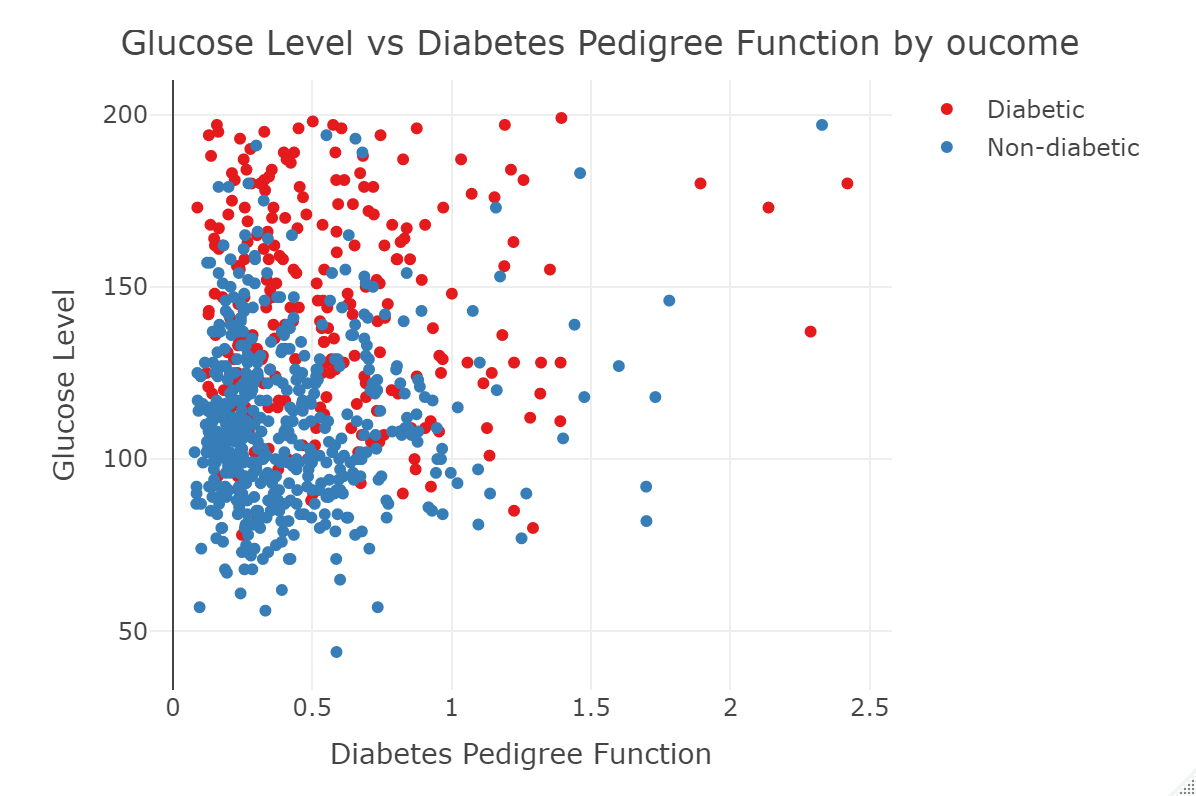 Glucose Level vs Diabetes Pedigree Function by oucome
Diabetic
Non-diabetic
Glucose Level
200
150
100
50
0
0.5
1
1.5
2
2.5
Diabetes Pedigree Function